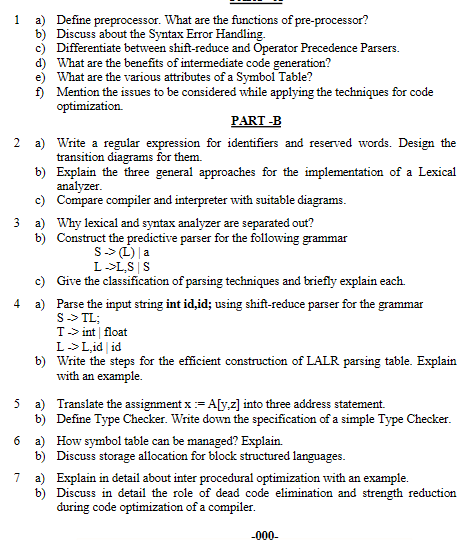 1 a) Define preprocessor. What are the functions of pre-processor?
b) Discuss about the Syntax Error Handling.
c) Differentiate between shift-reduce and Operator Precedence Parsers.
d) What are the benefits of intermediate code generation?
e) What are the various attributes of a Symbol Table?
f) Mention the issues to be considered while applying the techniques for code
optimization.
PART -B
2 a) Write a regular expression for identifiers and reserved words. Design the
transition diagrams for them.
b) Explain the three general approaches for the implementation of a Lexical
analyzer.
c) Compare compiler and interpreter with suitable diagrams.
3 a) Why lexical and syntax analyzer are separated out?
b) Construct the predictive parser for the following grammar
S -> (L) | a
L ->L,S | S
c) Give the classification of parsing techniques and briefly explain each.
4 a) Parse the input string int id,id; using shift-reduce parser for the grammar
S -> TL;
T -> int | float
L -> L,id | id
b) Write the steps for the efficient construction of LALR parsing table. Explain
with an example.
5 a) Translate the assignment x := A[y,z] into three address statement.
b) Define Type Checker. Write down the specification of a simple Type Checker.
6 a) How symbol table can be managed? Explain.
b) Discuss storage allocation for block structured languages.
7 a) Explain in detail about inter procedural optimization with an example.
b) Discuss in detail the role of dead code elimination and strength reduction
during code optimization of a compiler.
-000-